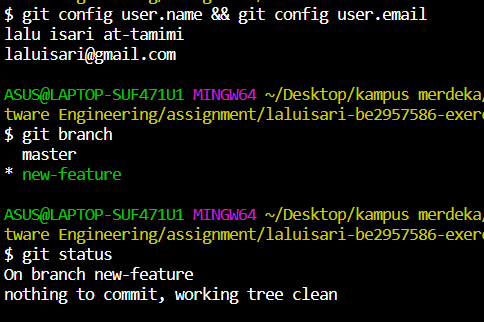 $ git config user.name && git config user.email
lalu isari at-tamimi
laluisari@gmail.com
ASUS@LAPTOP-SUF471U1 MINGW64 ~/Desktop/kampus merdeka/
tware Engineering/assignment/laluisari-be2957586-exer
$ git branch
master
* new-feature
ASUS@LAPTOP-SUF471U1 MINGW64 ~/Desktop/kampus merdeka/
tware Engineering/assignment/laluisari-be2957586-exer
$ git status
On branch new-feature
nothing to commit, working tree clean